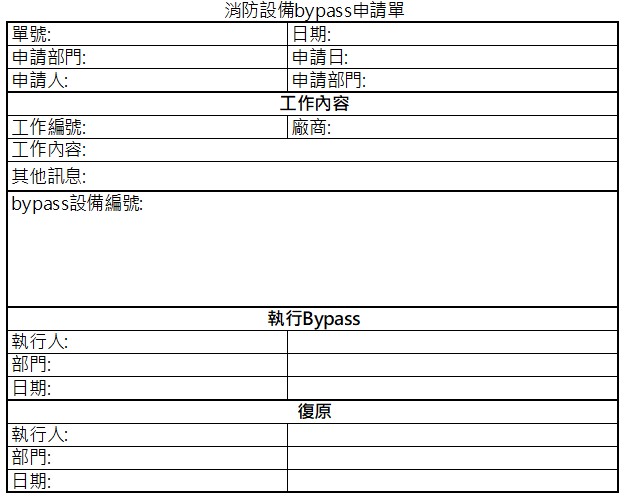 消防設備bypass申請單
單號: 日期:
申請部門: 申請日:
申請人: 申請部門:
工作內容
工作編號: 廠商:
工作內容:
其他訊息:
bypass設備編號:
執行Bypass
執行人:
部門:
日期:
復原
執行人:
部門:
日期: